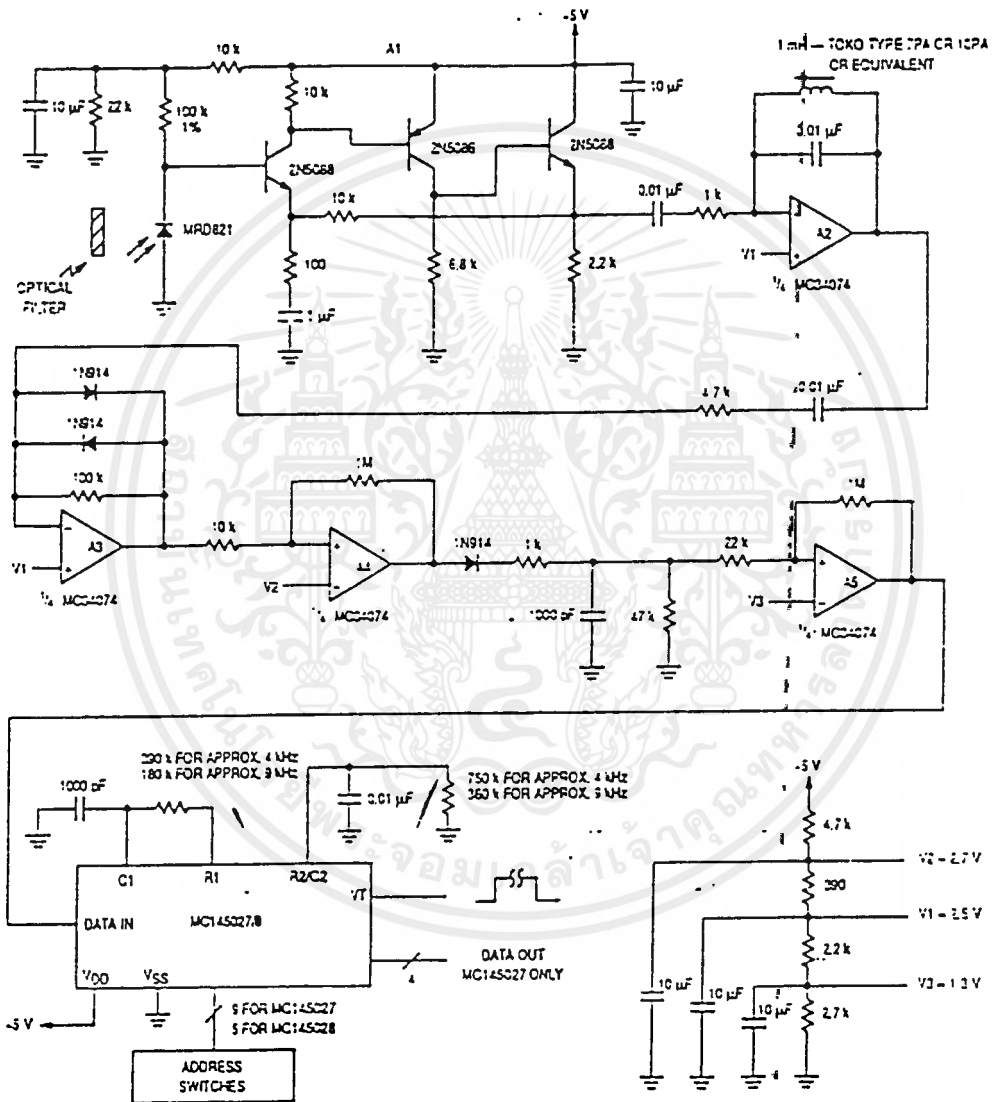 +5 V
A1
1 mH — TOKO TYPE 7PA OR 10PA
OR EQUIVALENT
10 k
10 µF
22 k
100 k
1%
10 k
10 µF
2N5088
2N5086
2N5088
0.01 µF
10 k
0.01 µF
1 k
MRD821
A2
V1
OPTICAL
FILTER
100
6.8 k
2.2 k
¼ MC34074
1 µF
1N914
4.7 k
0.01 µF
1N914
1M
1M
100 k
10 k
A3
1N914
1 k
22 k
V1
A4
A5
V2
V3
¼ MC34074
¼ MC34074
1000 pF
47 k
¼ MC34074
390 k FOR APPROX. 4 kHz
180 k FOR APPROX. 9 kHz
1000 pF
0.01 µF
750 k FOR APPROX. 4 kHz
360 k FOR APPROX. 9 kHz
+5 V
4.7 k
C1
R1
R2/C2
V2 = 2.7 V
VT
390
DATA IN
MC145027/8
V1 = 2.5 V
DATA OUT
MC145027 ONLY
4
2.2 k
VDD
VSS
V3 = 1.3 V
10 µF
10 µF
10 µF
2.7 k
+5 V
9 FOR MC145027
5 FOR MC145028
ADDRESS
SWITCHES